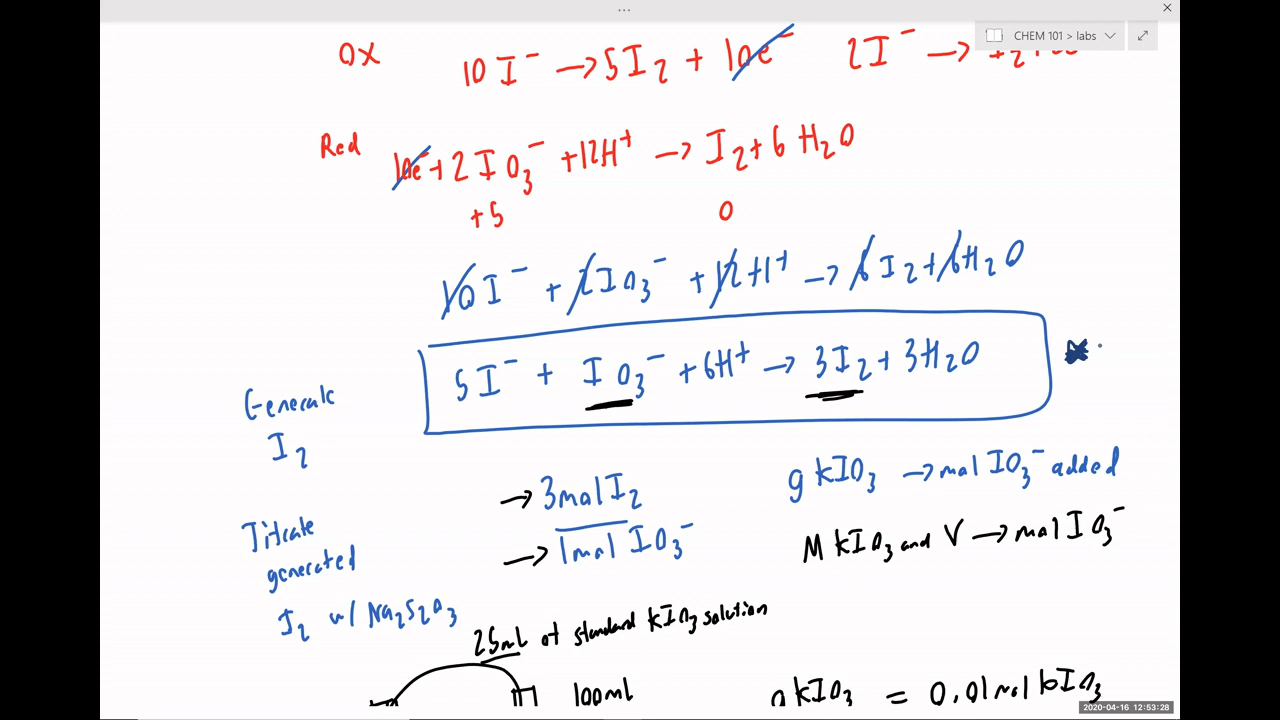 CHEM 101 > labs
OX 10 I⁻ → 5 I₂ + 10e⁻ 2 I⁻ →
Red 10e⁻ + 2 IO₃⁻ + 12H⁺ → I₂ + 6 H₂O
+5 0
10 I⁻ + 2 IO₃⁻ + 12 H⁺ → 6 I₂ + 6 H₂O
5 I⁻ + IO₃⁻ + 6H⁺ → 3 I₂ + 3 H₂O
Generate
I₂
g KIO₃ → mol IO₃⁻ added
→ 3 mol I₂
→ 1 mol IO₃⁻
M KIO₃ and V → mol IO₃⁻
Titrate
generated
I₂ w/ Na₂S₂O₃
25mL of standard KIO₃ solution
100mL
g KIO₃ = 0.01 mol KIO₃
2020-04-16 12:53:28